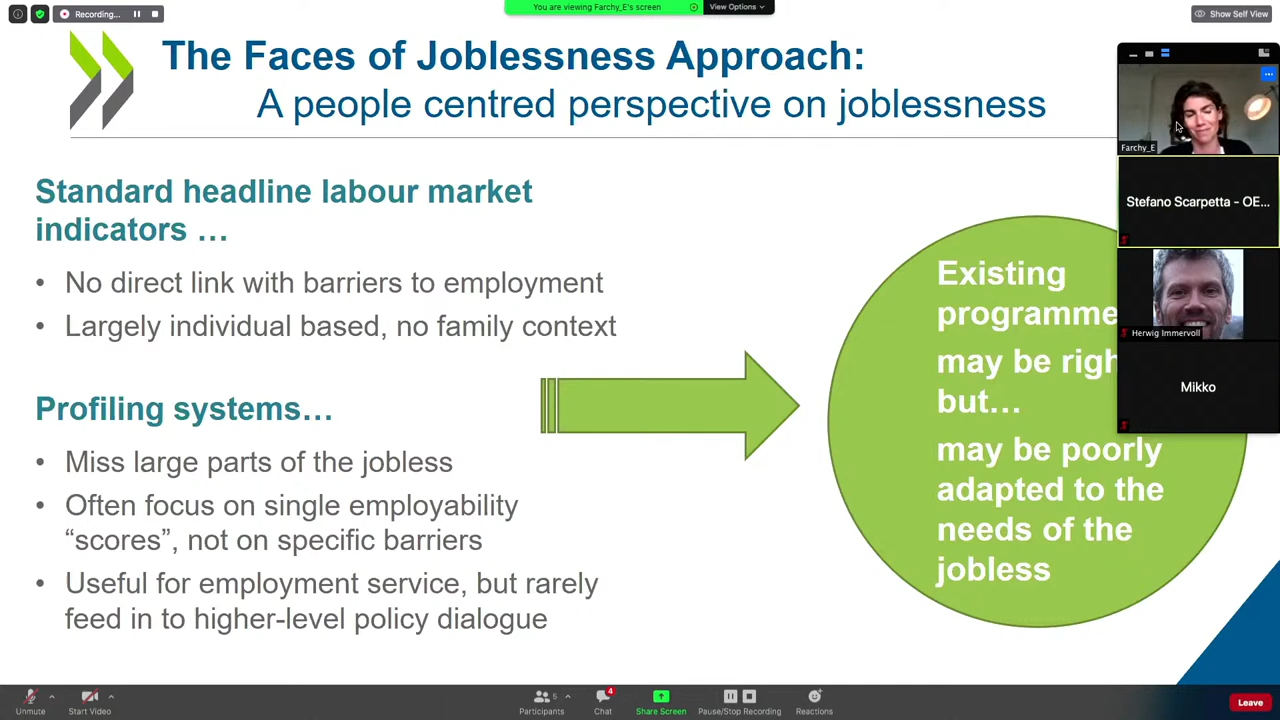 Recording...
You are viewing Farchy_E's screen
View Options
Show Self View
The Faces of Joblessness Approach:
A people centred perspective on joblessness
Standard headline labour market
indicators …
• No direct link with barriers to employment
• Largely individual based, no family context
Profiling systems…
• Miss large parts of the jobless
• Often focus on single employability
“scores”, not on specific barriers
• Useful for employment service, but rarely
feed in to higher-level policy dialogue
Existing
programme
may be righ
but…
may be poorly
adapted to the
needs of the
jobless
Farchy_E
Stefano Scarpetta - OE...
Herwig Immervoll
Mikko
Unmute
Start Video
5
Participants
4
Chat
Share Screen
Pause/Stop Recording
Reactions
Leave